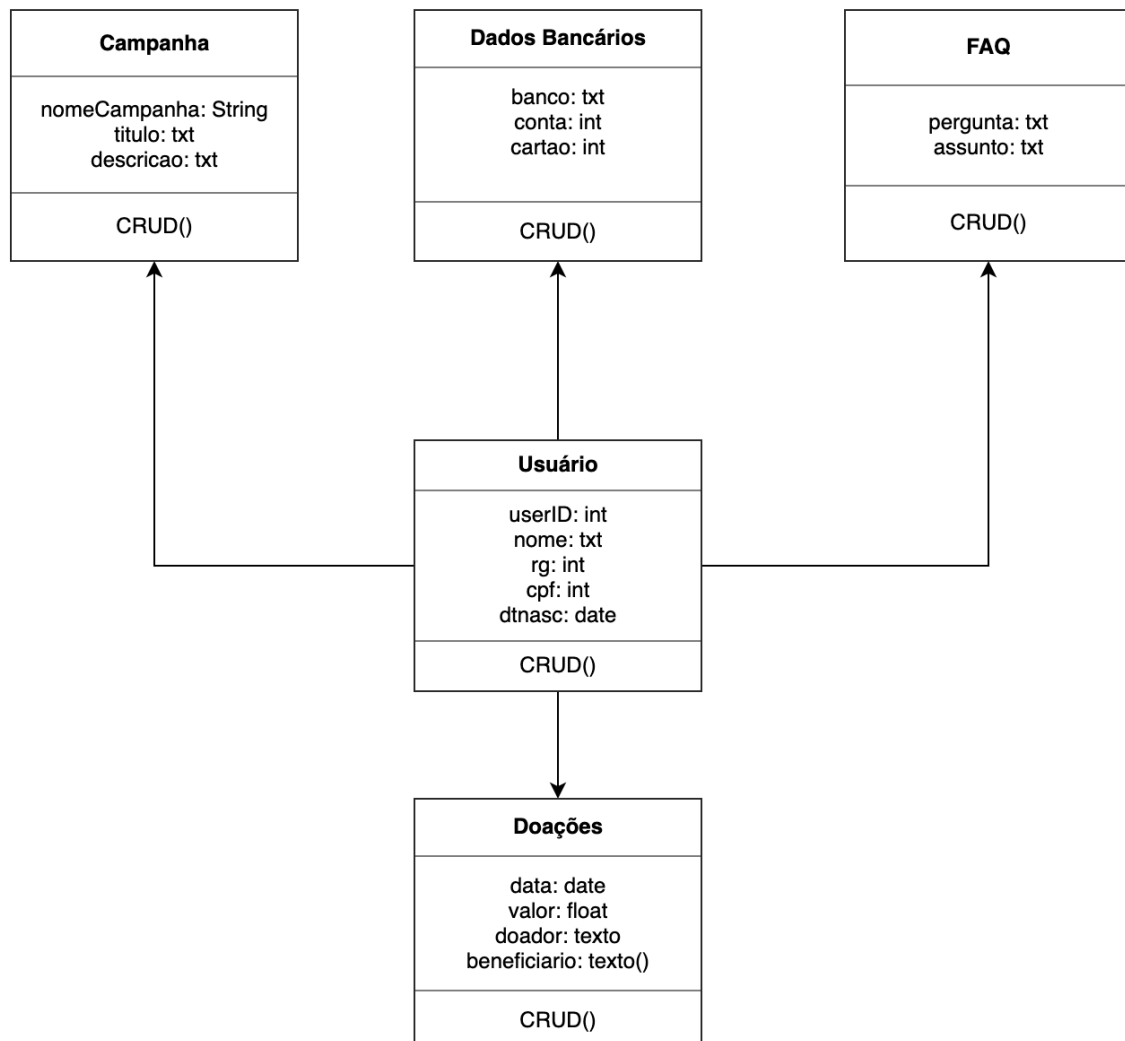 Campanha
nomeCampanha: String
titulo: txt
descricao: txt
CRUD()
Dados Bancários
banco: txt
conta: int
cartao: int
CRUD()
FAQ
pergunta: txt
assunto: txt
CRUD()
Usuário
userID: int
nome: txt
rg: int
cpf: int
dtnasc: date
CRUD()
Doações
data: date
valor: float
doador: texto
beneficiario: texto()
CRUD()